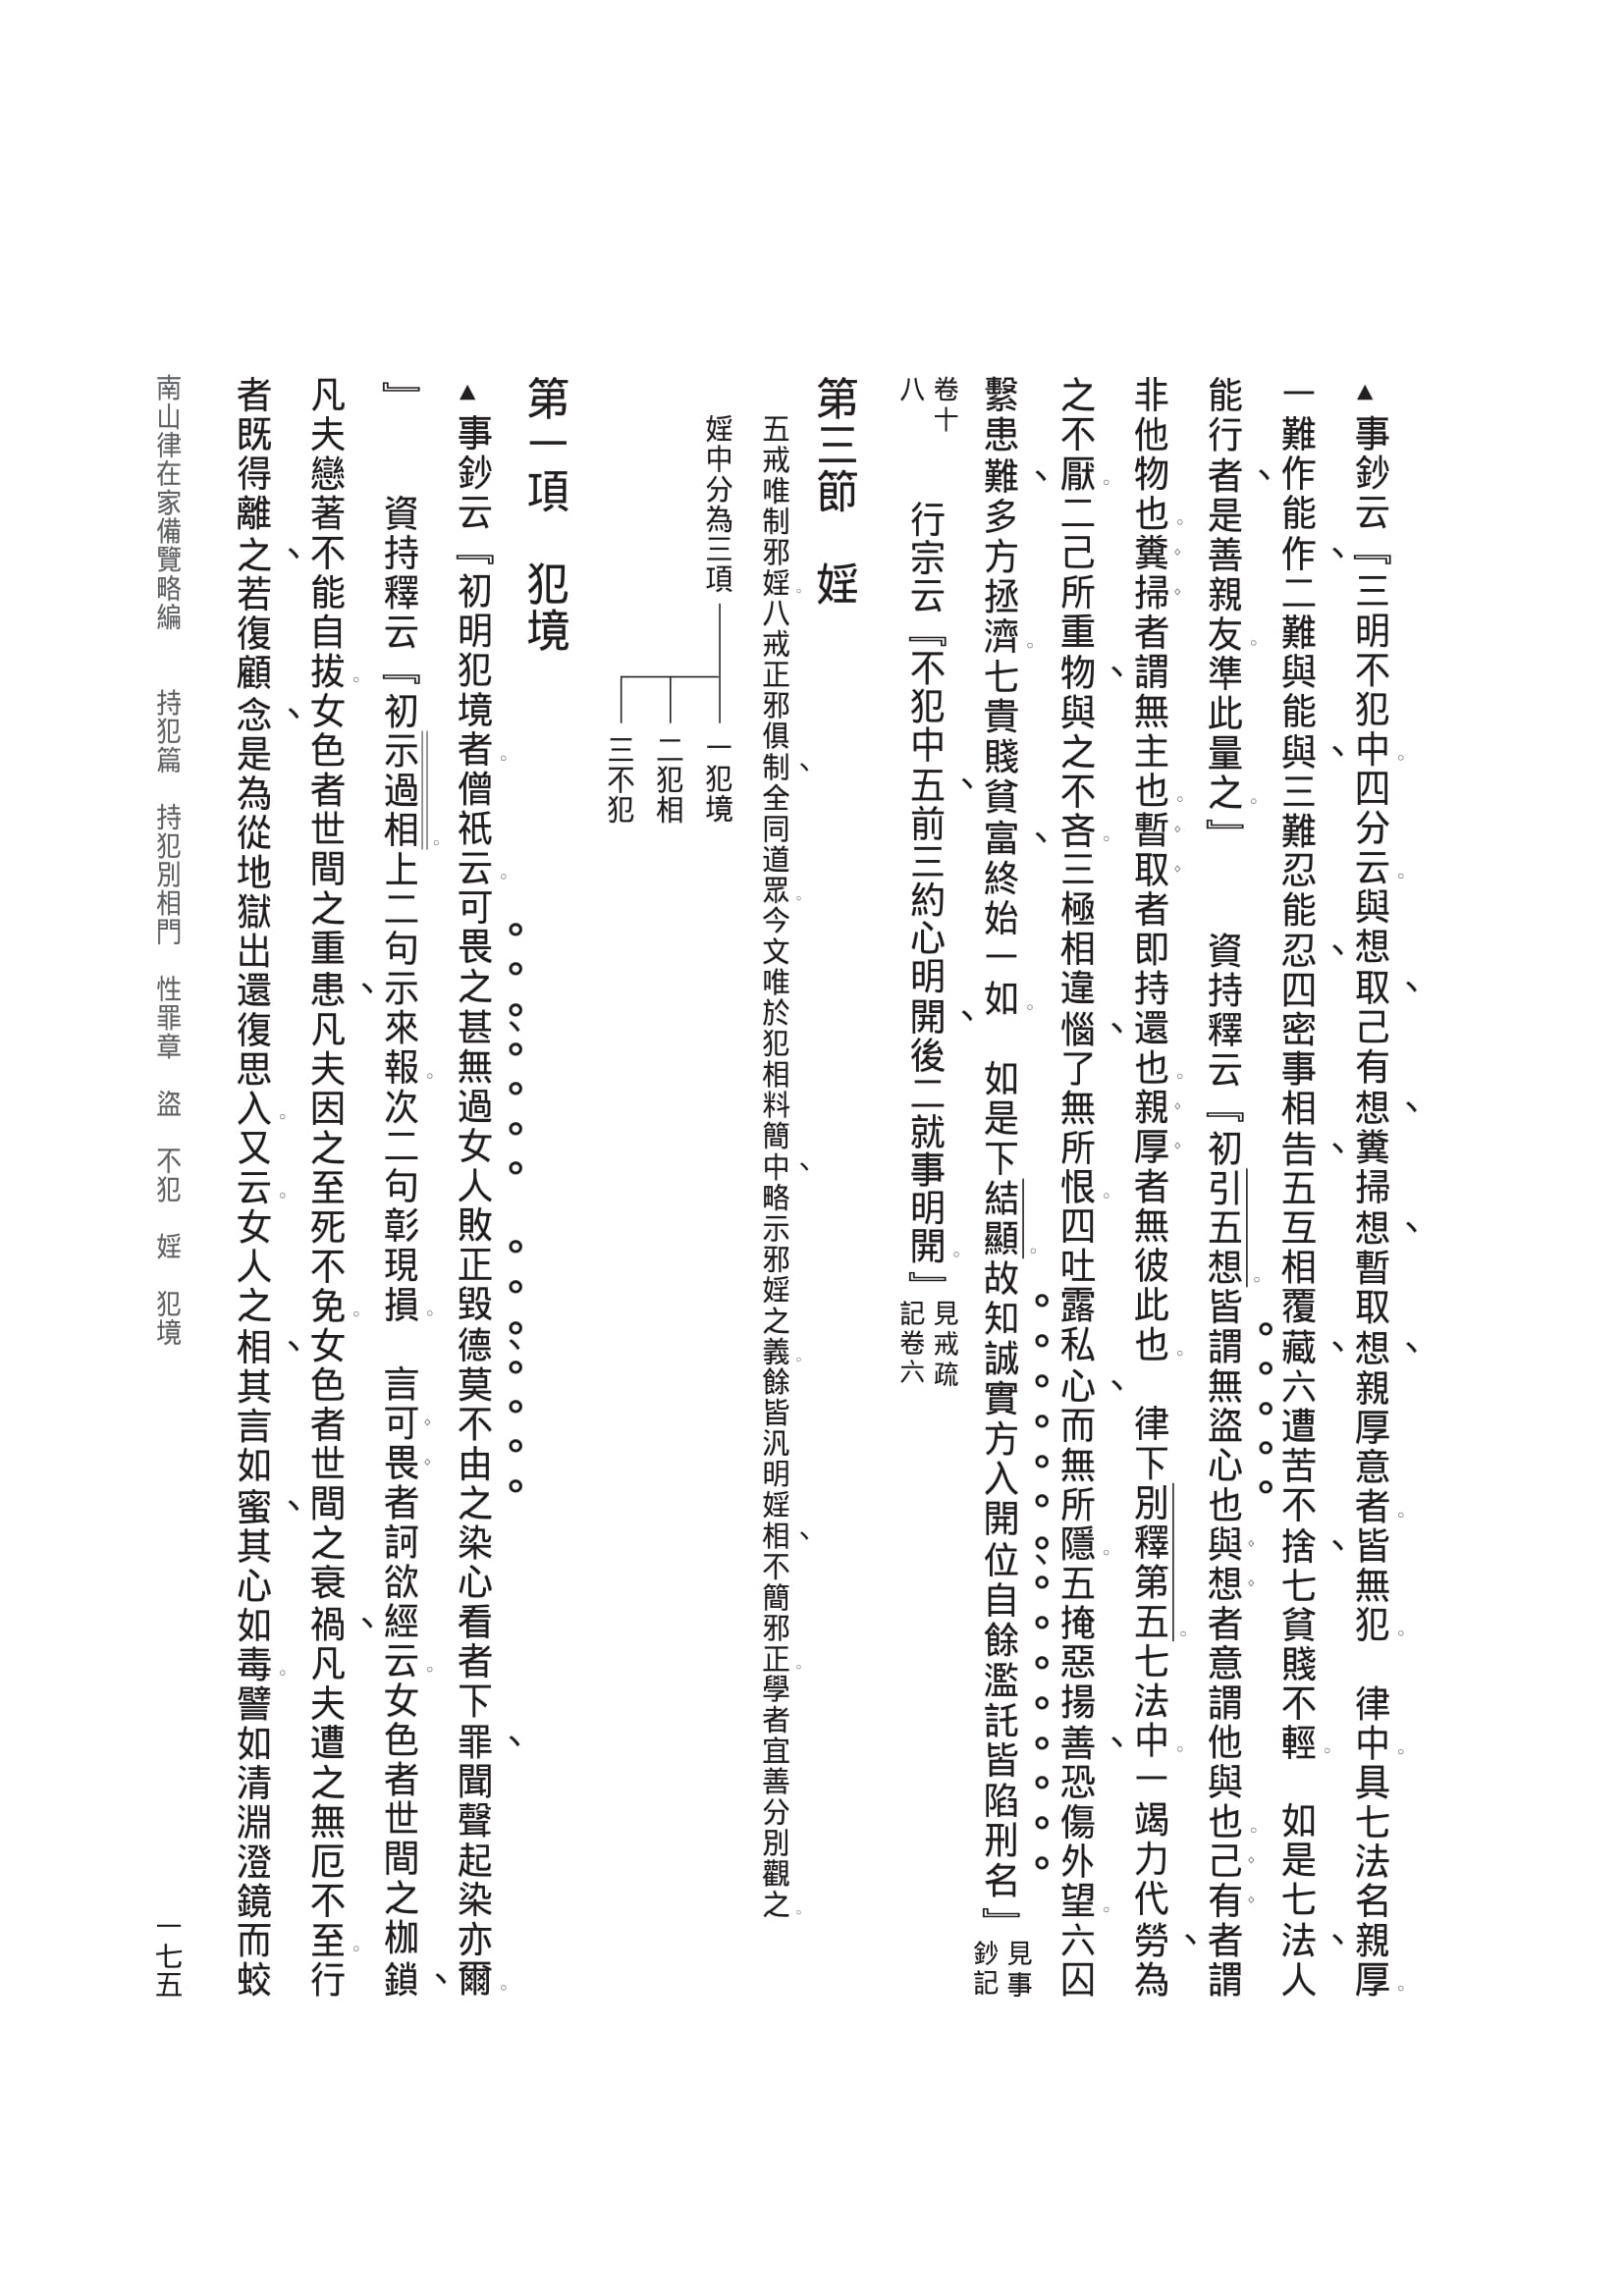 ▲事鈔云『三明不犯中。四分云。與想取、己有想、糞掃想、暫取想、親厚意者。皆無犯。　律中。具七法名親厚。
一難作能作、二難與能與、三難忍能忍、四密事相告、五互相覆藏、六遭苦不捨、七貧賤不輕。　如是七法、人
能行者、是善親友。準此量之。』　　資持釋云『初引五想。皆謂無盜心也與想者意謂他與也。己有者謂
非他物也。糞掃者謂無主也。暫取者即持還也。親厚者無彼此也。　律下別釋第五。七法中。一竭力代勞、為
之不厭。二己所重物、與之不吝。三極相違惱、了無所恨。四吐露私心、而無所隱。五掩惡揚善、恐傷外望。六囚
繫患難、多方拯濟。七貴賤貧富、終始一如。　如是下結顯。故知誠實方入開位、自餘濫託皆陷刑名』見事鈔記
卷十八　　行宗云『不犯中五、前三約心明開、後二就事明開。』見戒疏記卷六
第三節　婬
五戒唯制邪婬。八戒正邪俱制、全同道眾。今文唯於犯相料簡中、略示邪婬之義。餘皆汎明婬相、不簡邪正。學者宜善分別觀之。
婬中分為三項
一犯境
二犯相
三不犯
第一項　犯境
▲事鈔云『初明犯境者。僧祇云。可畏之甚、無過女人敗正毀德、莫不由之染心看者下罪、聞聲起染亦爾。
』　　資持釋云『初示過相。上二句示來報。次二句彰現損。　言可畏者訶欲經云。女色者世間之枷鎖、
凡夫戀著不能自拔。女色者世間之重患、凡夫因之至死不免。女色者世間之衰禍、凡夫遭之無厄不至。行
者既得離之、若復顧念、是為從地獄出還復思入。又云。女人之相、其言如蜜、其心如毒。譬如清淵澄鏡而蛟
南山律在家備覽略編　　持犯篇　持犯別相門　性罪章　盜　不犯　婬　犯境
一七五